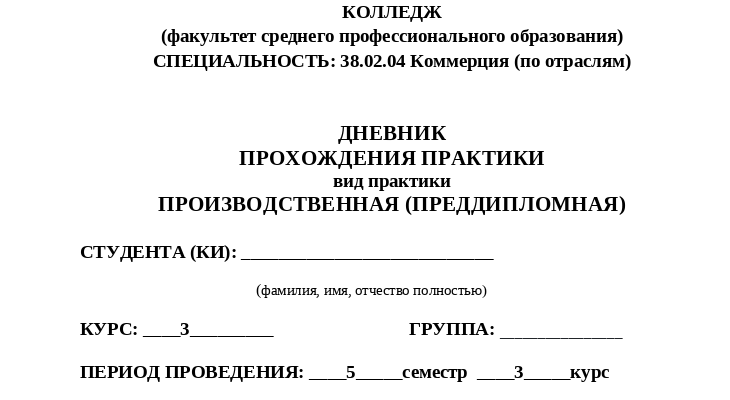 КОЛЛЕДЖ
(факультет среднего профессионального образования)
СПЕЦИАЛЬНОСТЬ: 38.02.04 Коммерция (по отраслям)
ДНЕВНИК
ПРОХОЖДЕНИЯ ПРАКТИКИ
вид практики
ПРОИЗВОДСТВЕННАЯ (ПРЕДДИПЛОМНАЯ)
СТУДЕНТА (КИ): ___________________________
(фамилия, имя, отчество полностью)
КУРС: ____3_________ ГРУППА: _____________
ПЕРИОД ПРОВЕДЕНИЯ: ____5_____семестр ____3_____курс